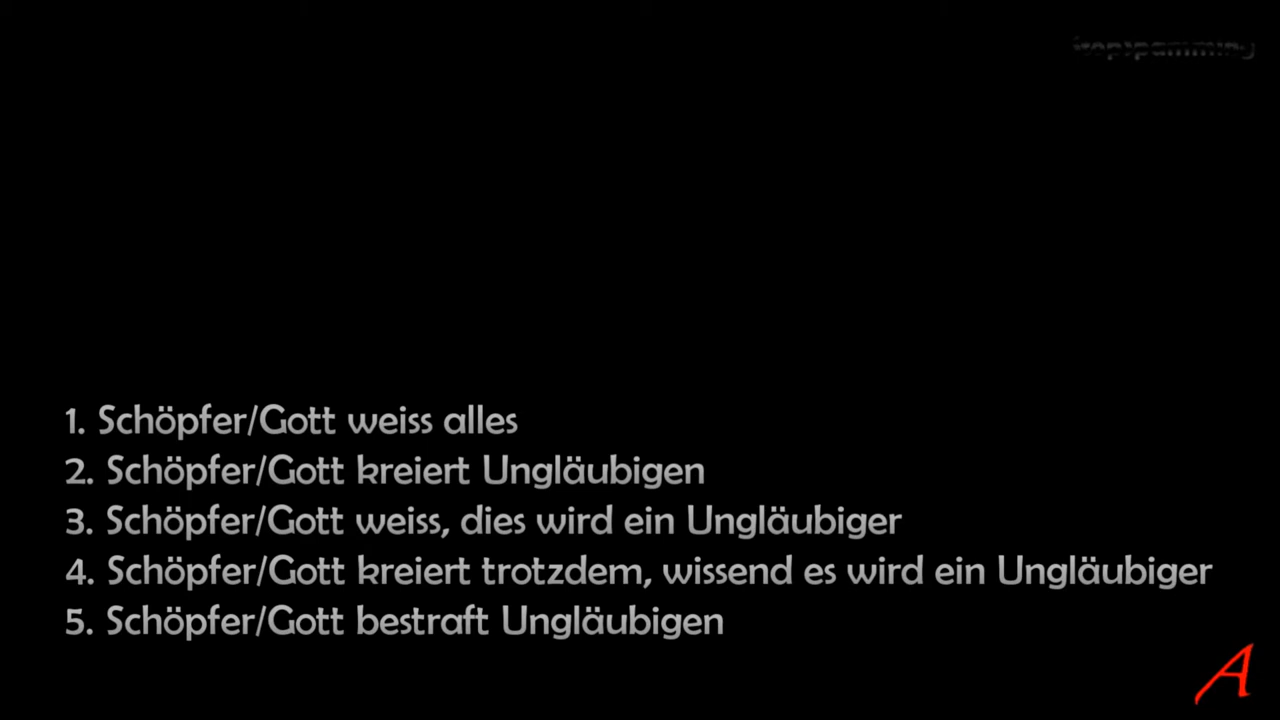 1. Schöpfer/Gott weiss alles
2. Schöpfer/Gott kreiert Ungläubigen
3. Schöpfer/Gott weiss, dies wird ein Ungläubiger
4. Schöpfer/Gott kreiert trotzdem, wissend es wird ein Ungläubiger
5. Schöpfer/Gott bestraft Ungläubigen
A